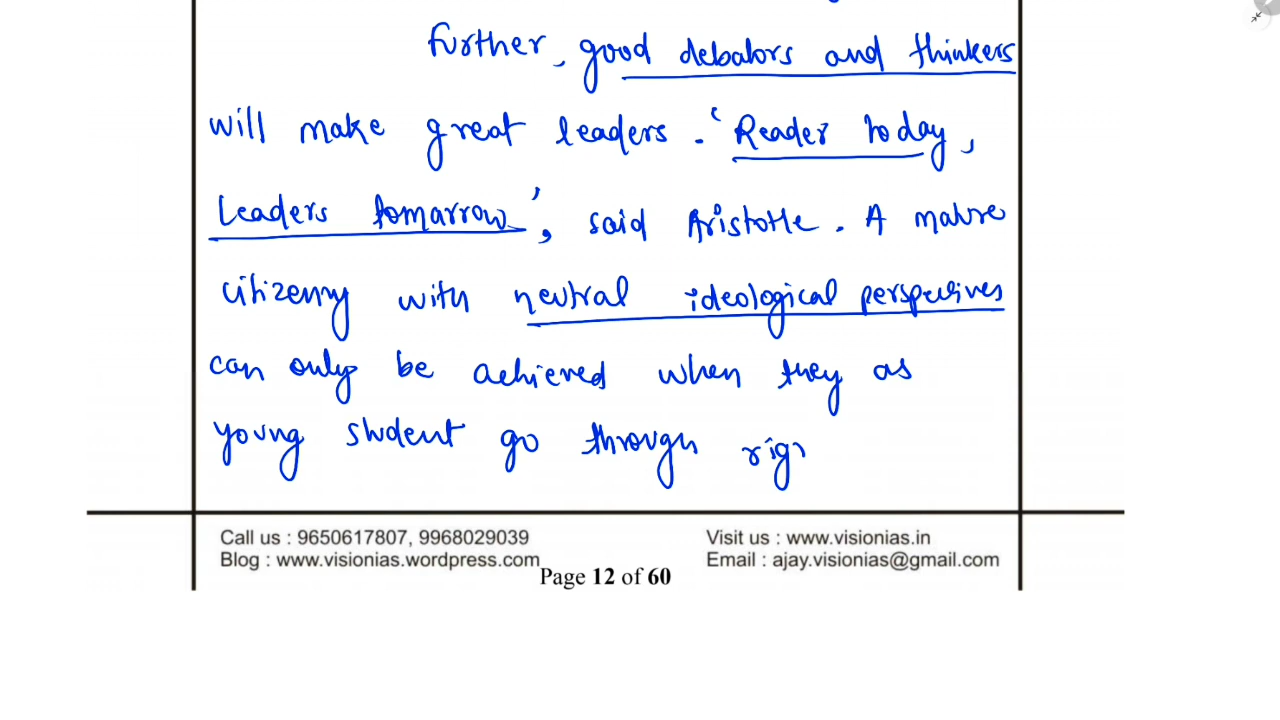 further, good debators and thinkers
will make great leaders. 'Reader today,
Leaders tomarrow', said Aristotle. A mature
citizenry with neutral ideological perspectives
can only be achieved when they as
young student go through rig
Call us : 9650617807, 9968029039
Visit us : www.visionias.in
Blog : www.visionias.wordpress.com
Email : ajay.visionias@gmail.com
Page 12 of 60